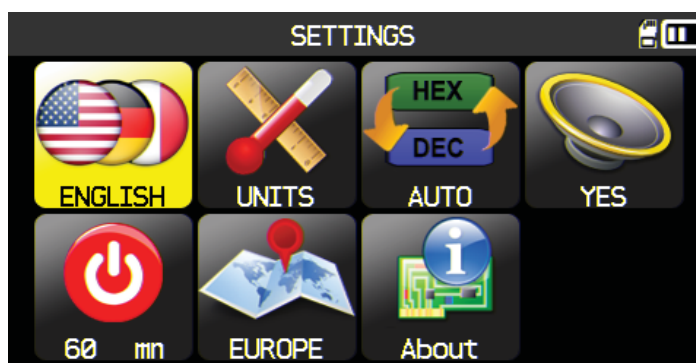 SETTINGS
HEX
DEC
ENGLISH UNITS AUTO YES
60 mn EUROPE About